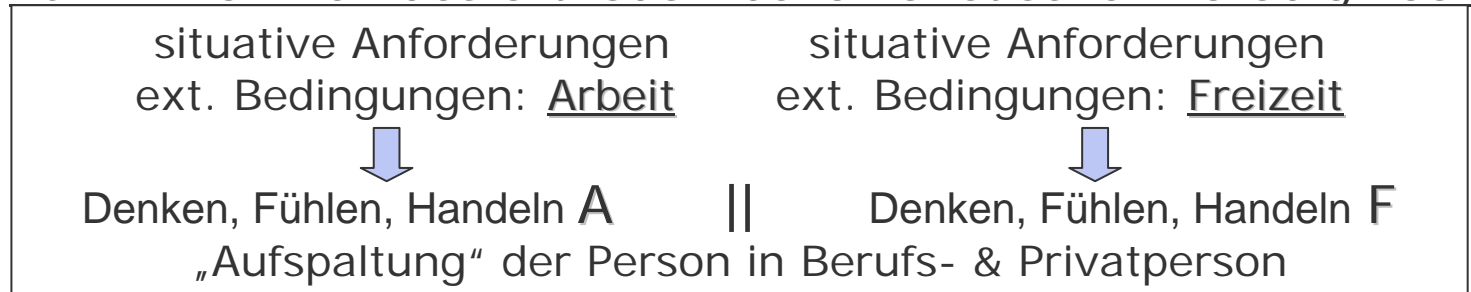 situative Anforderungen situative Anforderungen
ext. Bedingungen: Arbeit ext. Bedingungen: Freizeit
Denken, Fühlen, Handeln A || Denken, Fühlen, Handeln F
„Aufspaltung“ der Person in Berufs- & Privatperson